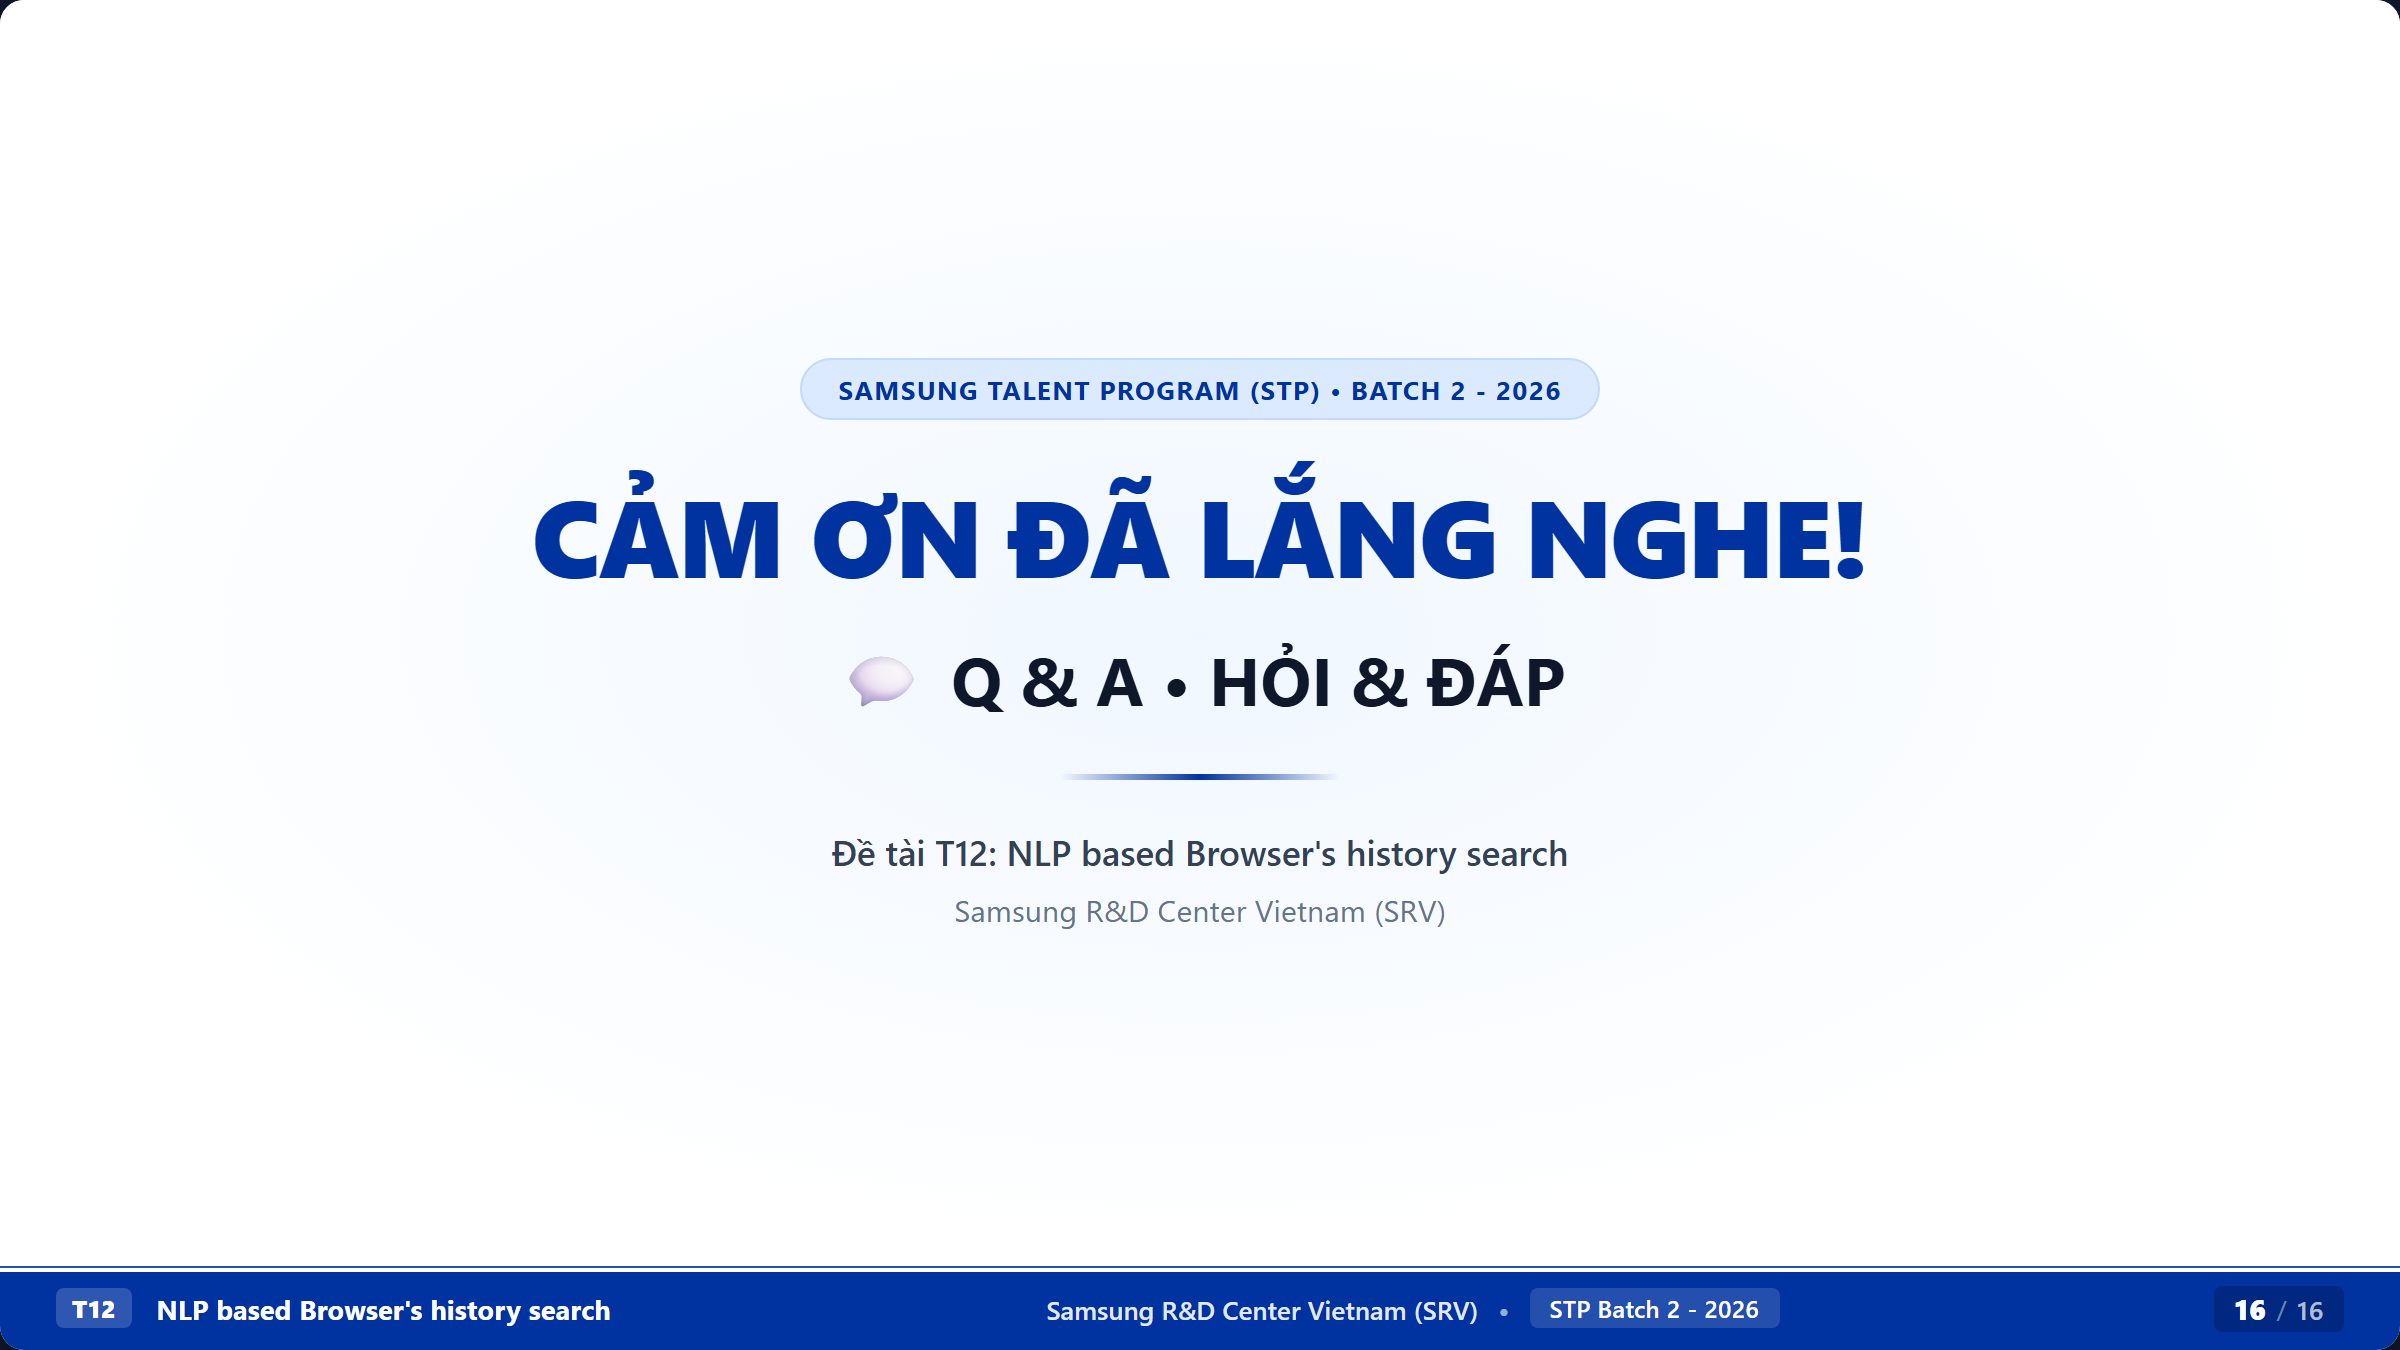 SAMSUNG TALENT PROGRAM (STP) • BATCH 2 - 2026
CẢM ƠN ĐÃ LẮNG NGHE!
Q & A • HỎI & ĐÁP
Đề tài T12: NLP based Browser's history search
Samsung R&D Center Vietnam (SRV)
T12 NLP based Browser's history search Samsung R&D Center Vietnam (SRV) • STP Batch 2 - 2026 16 / 16